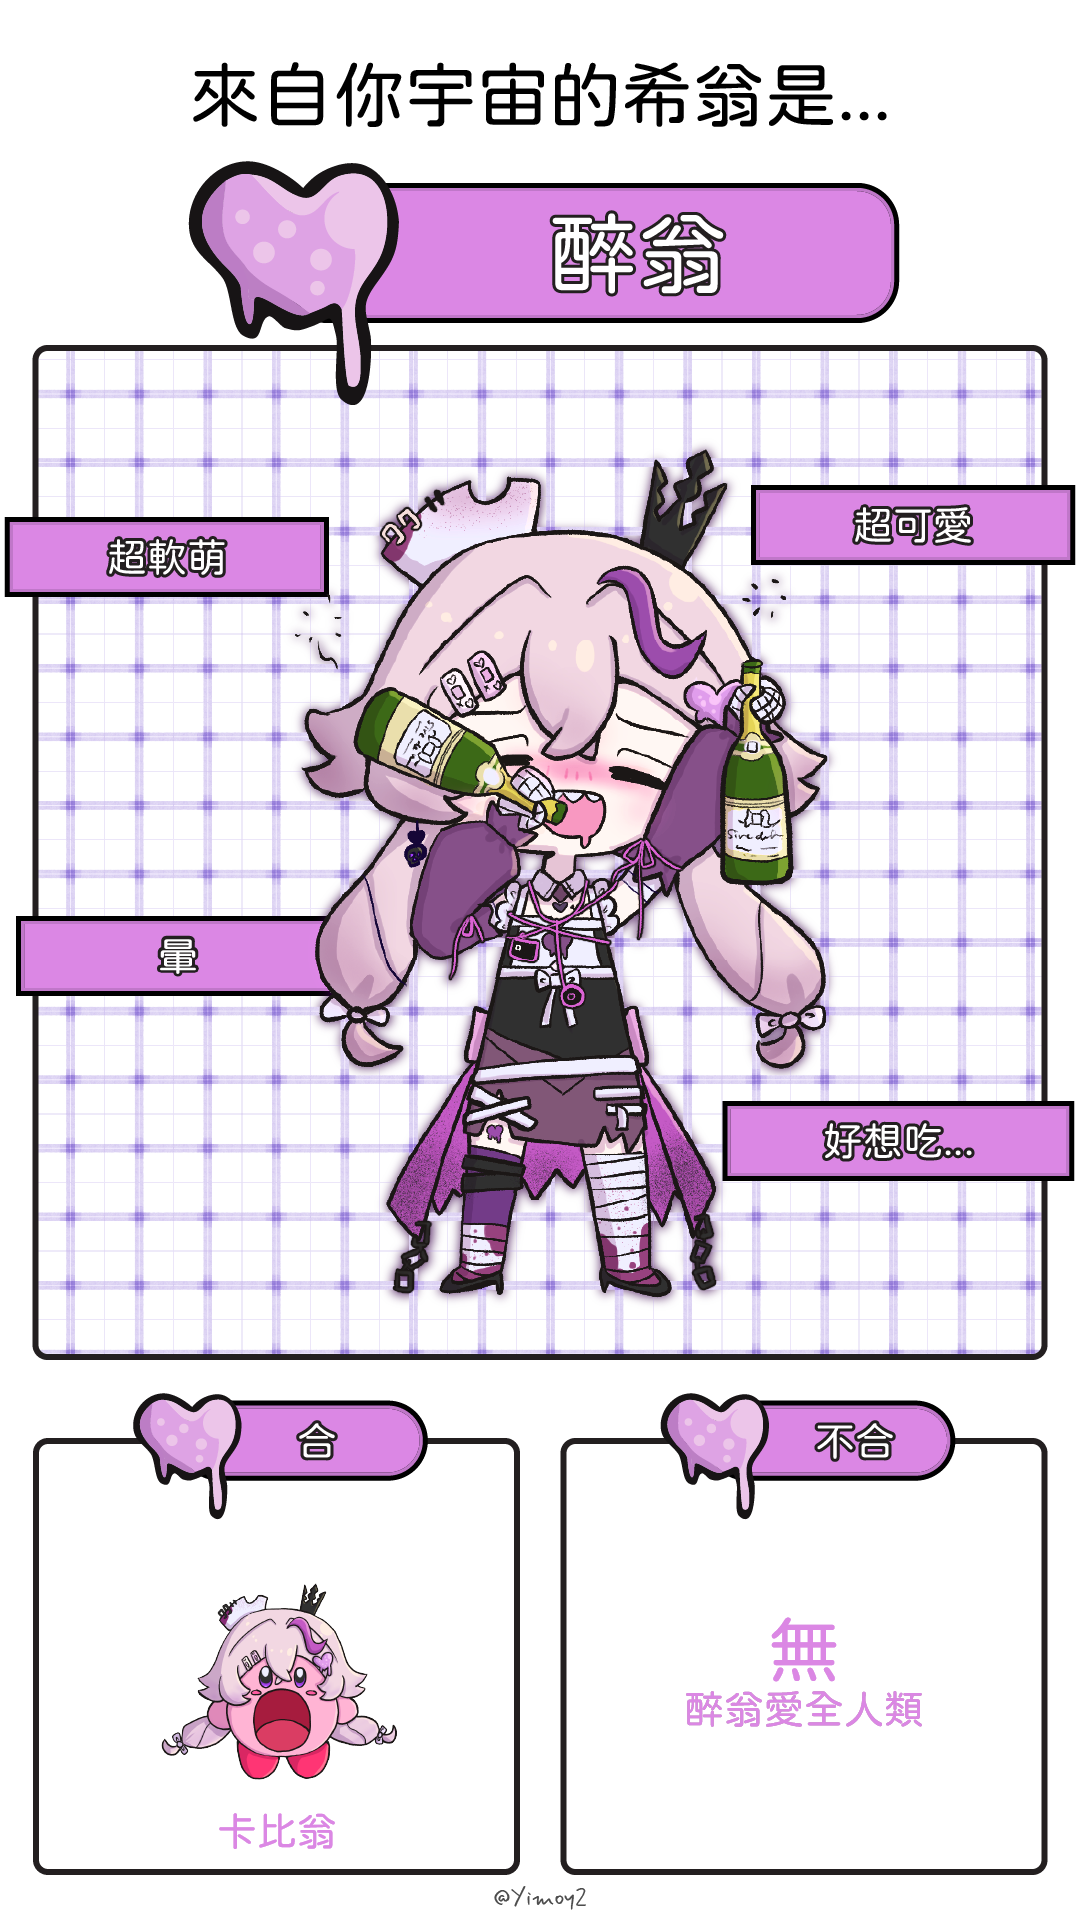 來自你宇宙的希翁是...
醉翁
超可愛
超軟萌
暈
好想吃...
合
不合
無
醉翁愛全人類
卡比翁
@Yimoy2